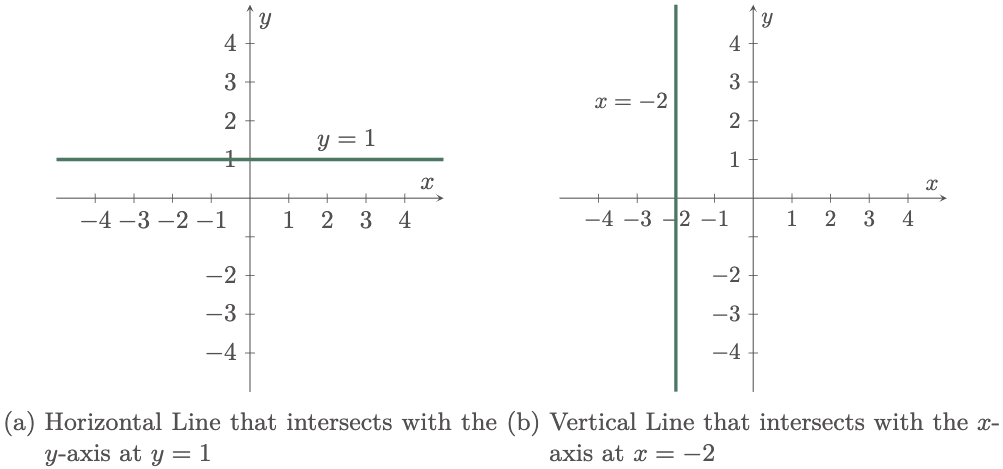 y
4
3
2
1
y = 1
x
−4 −3 −2 −1 1 2 3 4
−2
−3
−4
(a) Horizontal Line that intersects with the
y-axis at y = 1
y
4
3
x = −2
2
1
x
−4 −3 −2 −1 1 2 3 4
−2
−3
−4
(b) Vertical Line that intersects with the x-
axis at x = −2